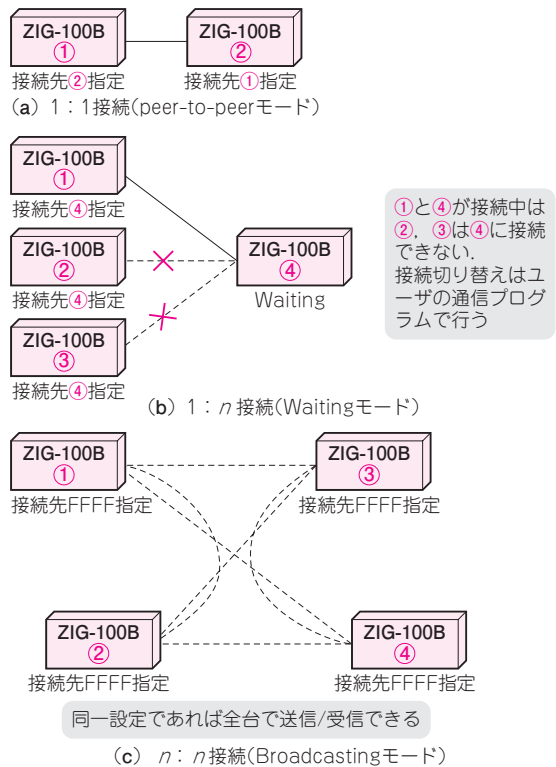 ZIG-100B
①
接続先②指定
ZIG-100B
②
接続先①指定
(a) 1：1接続(peer-to-peerモード)
ZIG-100B
①
接続先④指定
ZIG-100B
②
接続先④指定
ZIG-100B
③
接続先④指定
ZIG-100B
④
Waiting
①と④が接続中は
②，③は④に接続
できない．
接続切り替えはユ
ーザの通信プログ
ラムで行う
(b) 1：n 接続(Waitingモード)
ZIG-100B
①
接続先FFFF指定
ZIG-100B
③
接続先FFFF指定
ZIG-100B
②
接続先FFFF指定
ZIG-100B
④
接続先FFFF指定
同一設定であれば全台で送信/受信できる
(c) n：n接続(Broadcastingモード)